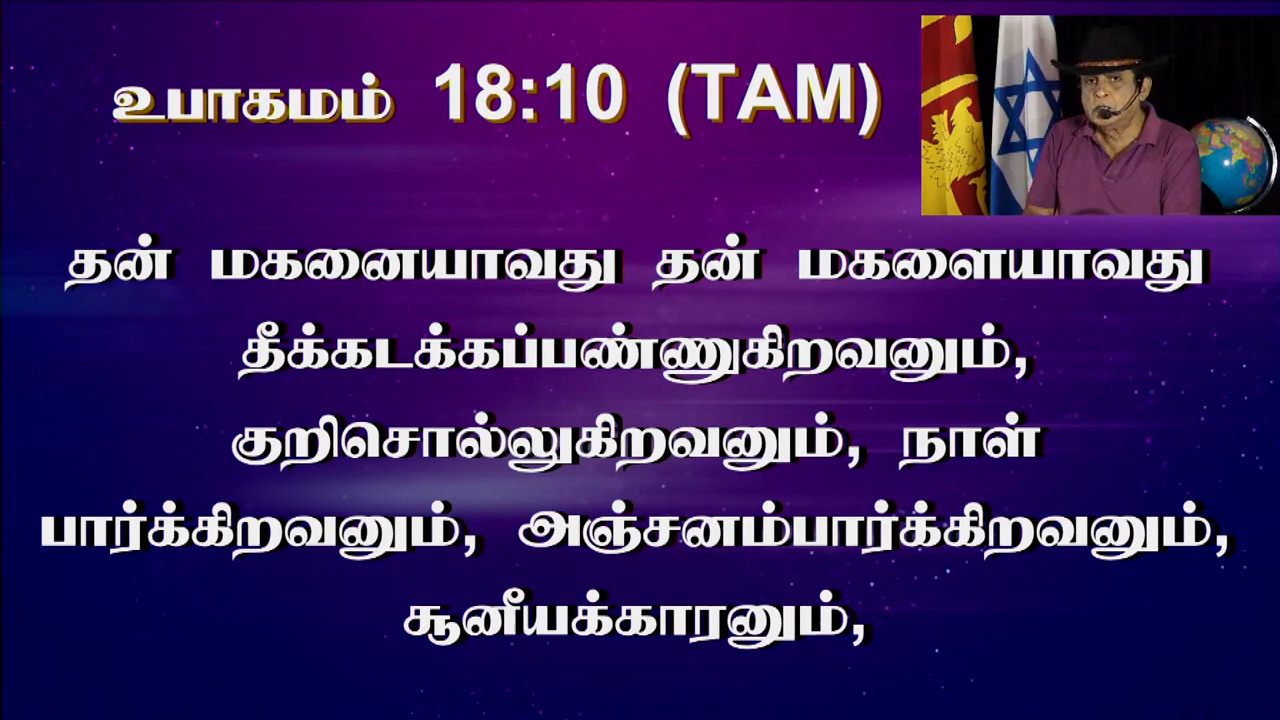 உபாகமம் 18:10 (TAM)
தன் மகனையாவது தன் மகளையாவது
தீக்கடக்கப்பண்ணுகிறவனும்,
குறிசொல்லுகிறவனும், நாள்
பார்க்கிறவனும், அஞ்சனம்பார்க்கிறவனும்,
சூனீயக்காரனும்,